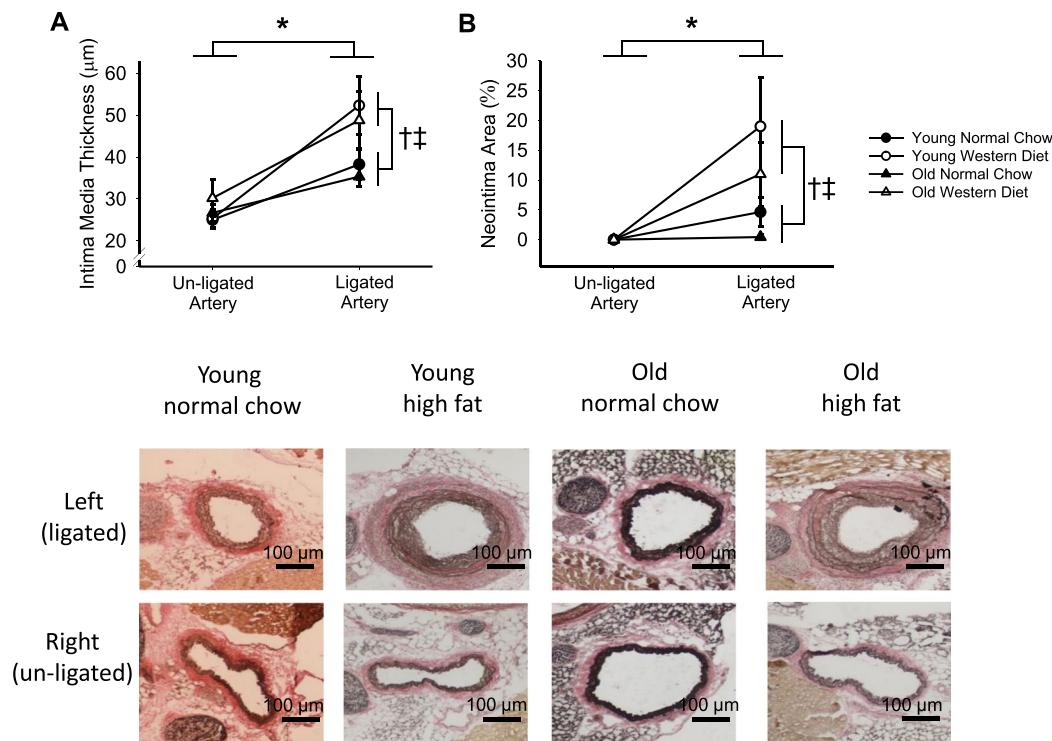 A
*
Intima Media Thickness (μm)
60
50
40
30
20
0
†‡
Un-ligated
Artery
Ligated
Artery
B
*
Neointima Area (%)
30
25
20
15
10
5
0
†‡
Un-ligated
Artery
Ligated
Artery
Young Normal Chow
Young Western Diet
Old Normal Chow
Old Western Diet
Young
normal chow
Young
high fat
Old
normal chow
Old
high fat
Left
(ligated)
100 μm
100 μm
100 μm
100 μm
Right
(un-ligated)
100 μm
100 μm
100 μm
100 μm